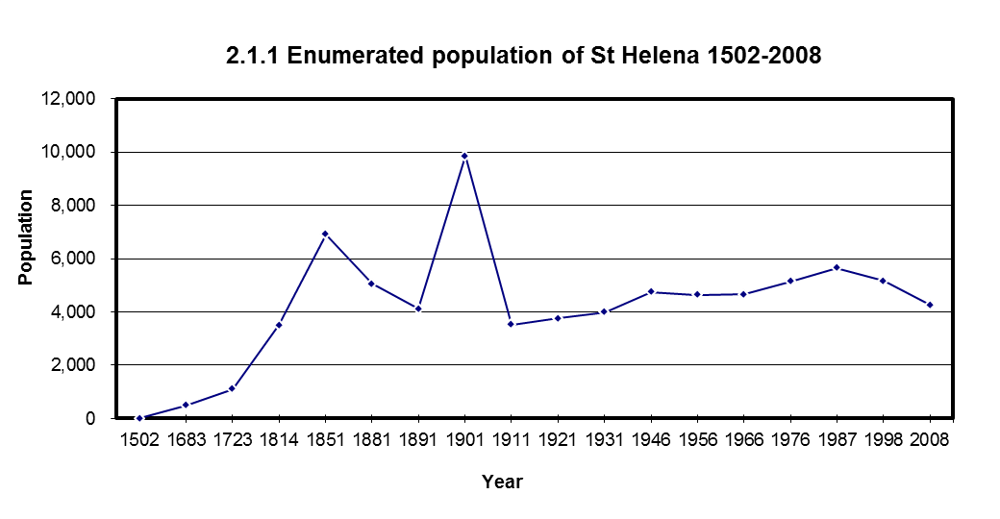 2.1.1 Enumerated population of St Helena 1502-2008
12,000
10,000
8,000
6,000
4,000
2,000
0
Population
1502 1683 1723 1814 1851 1881 1891 1901 1911 1921 1931 1946 1956 1966 1976 1987 1998 2008
Year